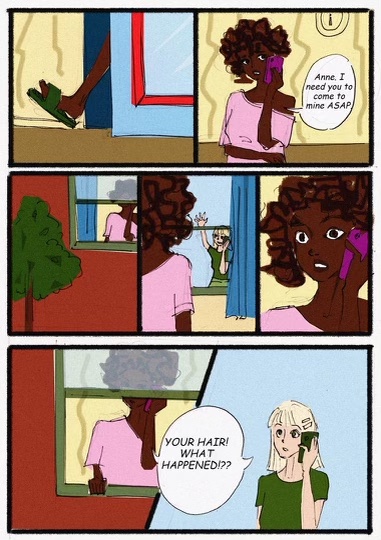 Anne. I
need you to
come to
mine ASAP.
YOUR HAIR!
WHAT
HAPPENED!??